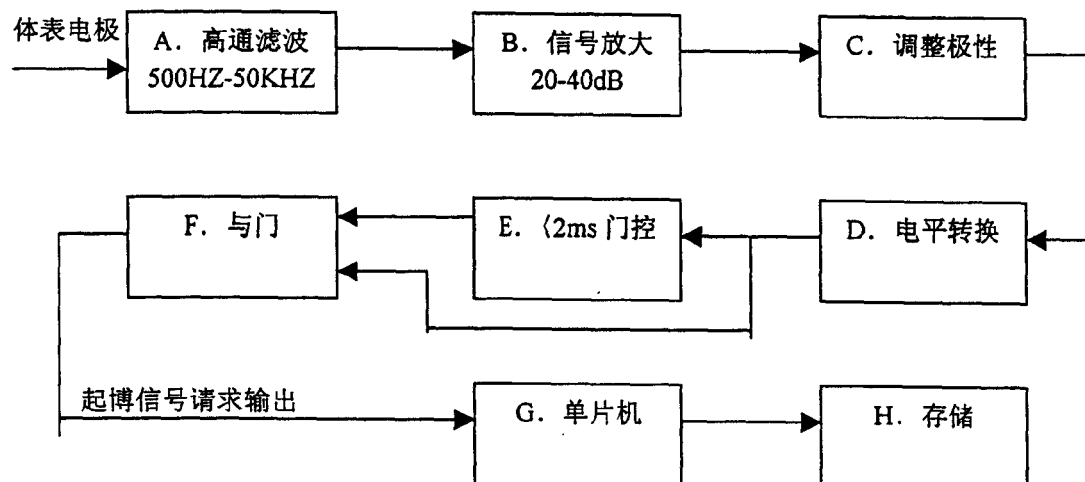 体表电极
A. 高通滤波
500HZ-50KHZ
B. 信号放大
20-40dB
C. 调整极性
F. 与门
E.〈2ms 门控
D. 电平转换
起博信号请求输出
G. 单片机
H. 存储